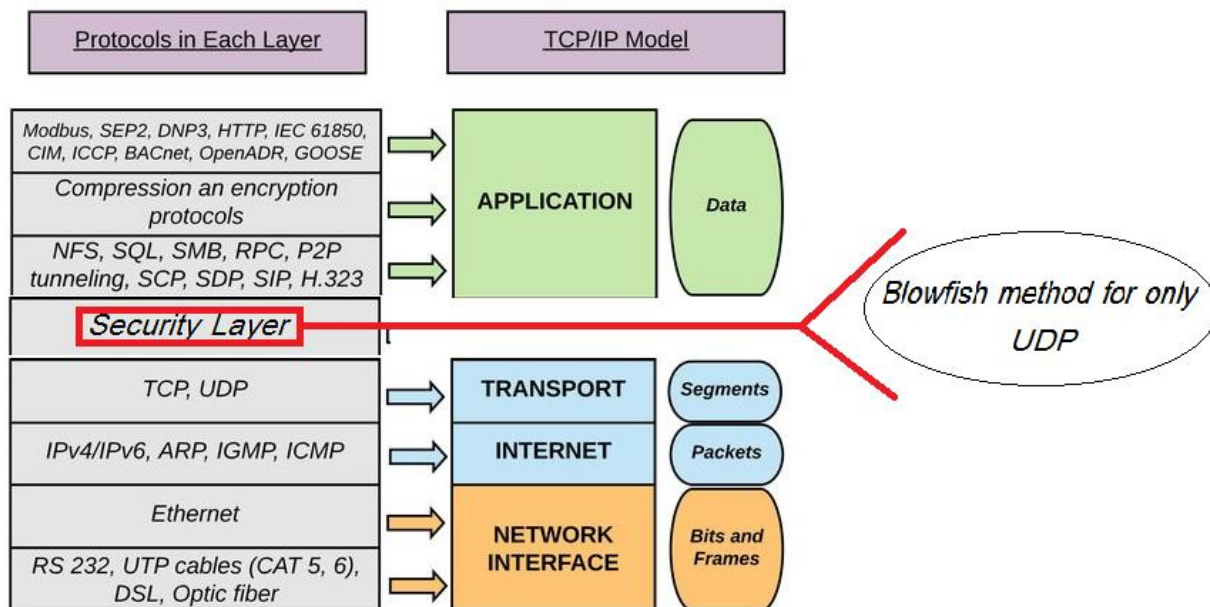 Protocols in Each Layer
TCP/IP Model
Modbus, SEP2, DNP3, HTTP, IEC 61850,
CIM, ICCP, BACnet, OpenADR, GOOSE
Compression an encryption
protocols
NFS, SQL, SMB, RPC, P2P
tunneling, SCP, SDP, SIP, H.323
APPLICATION
Data
Security Layer
Blowfish method for only
UDP
TCP, UDP
TRANSPORT
Segments
IPv4/IPv6, ARP, IGMP, ICMP
INTERNET
Packets
Ethernet
RS 232, UTP cables (CAT 5, 6),
DSL, Optic fiber
NETWORK
INTERFACE
Bits and
Frames